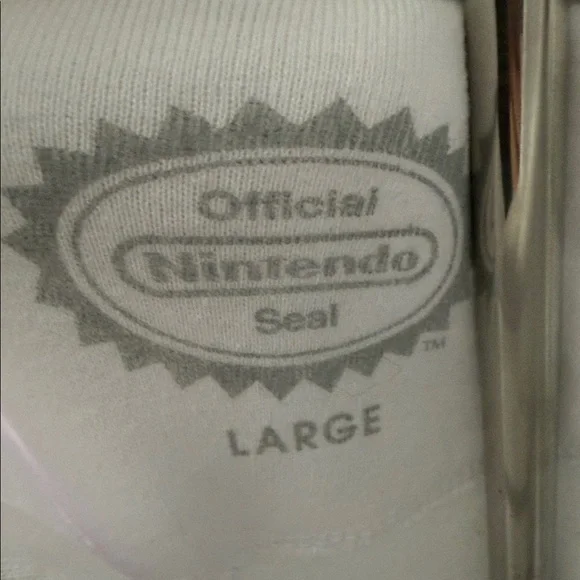 Official
Nintendo
Seal
TM
LARGE